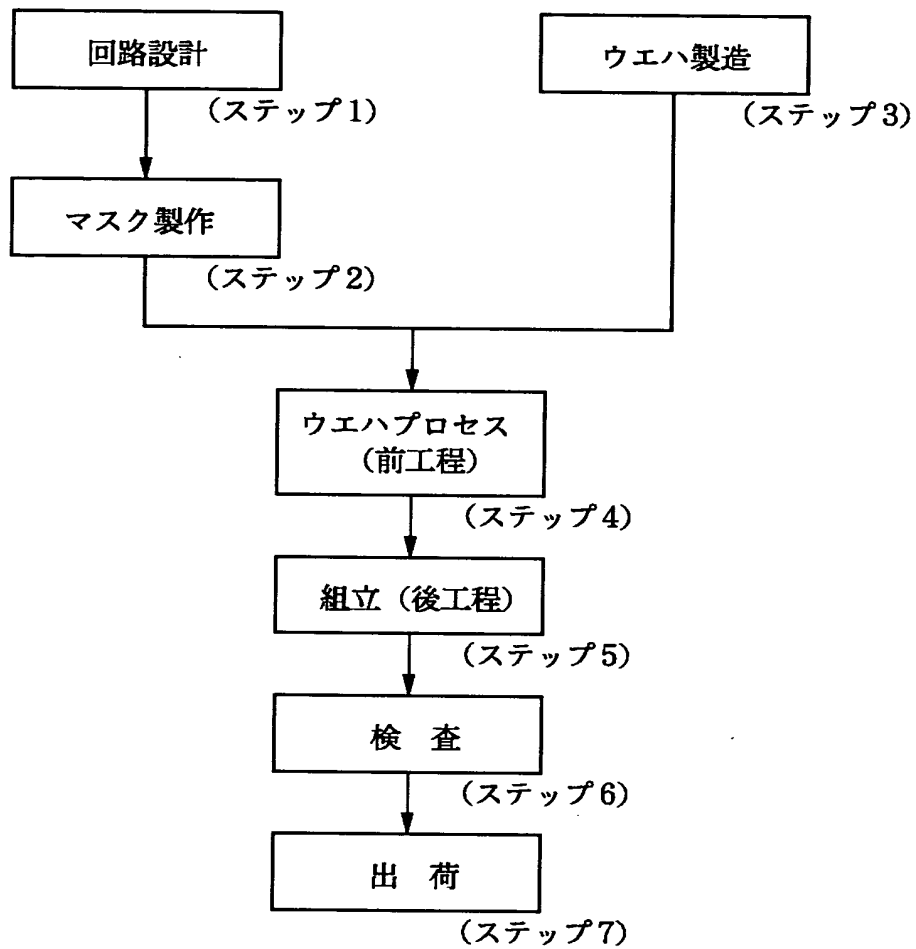 回路設計
(ステップ1)
ウエハ製造
(ステップ3)
マスク製作
(ステップ2)
ウエハプロセス
(前工程)
(ステップ4)
組立(後工程)
(ステップ5)
検　査
(ステップ6)
出　荷
(ステップ7)